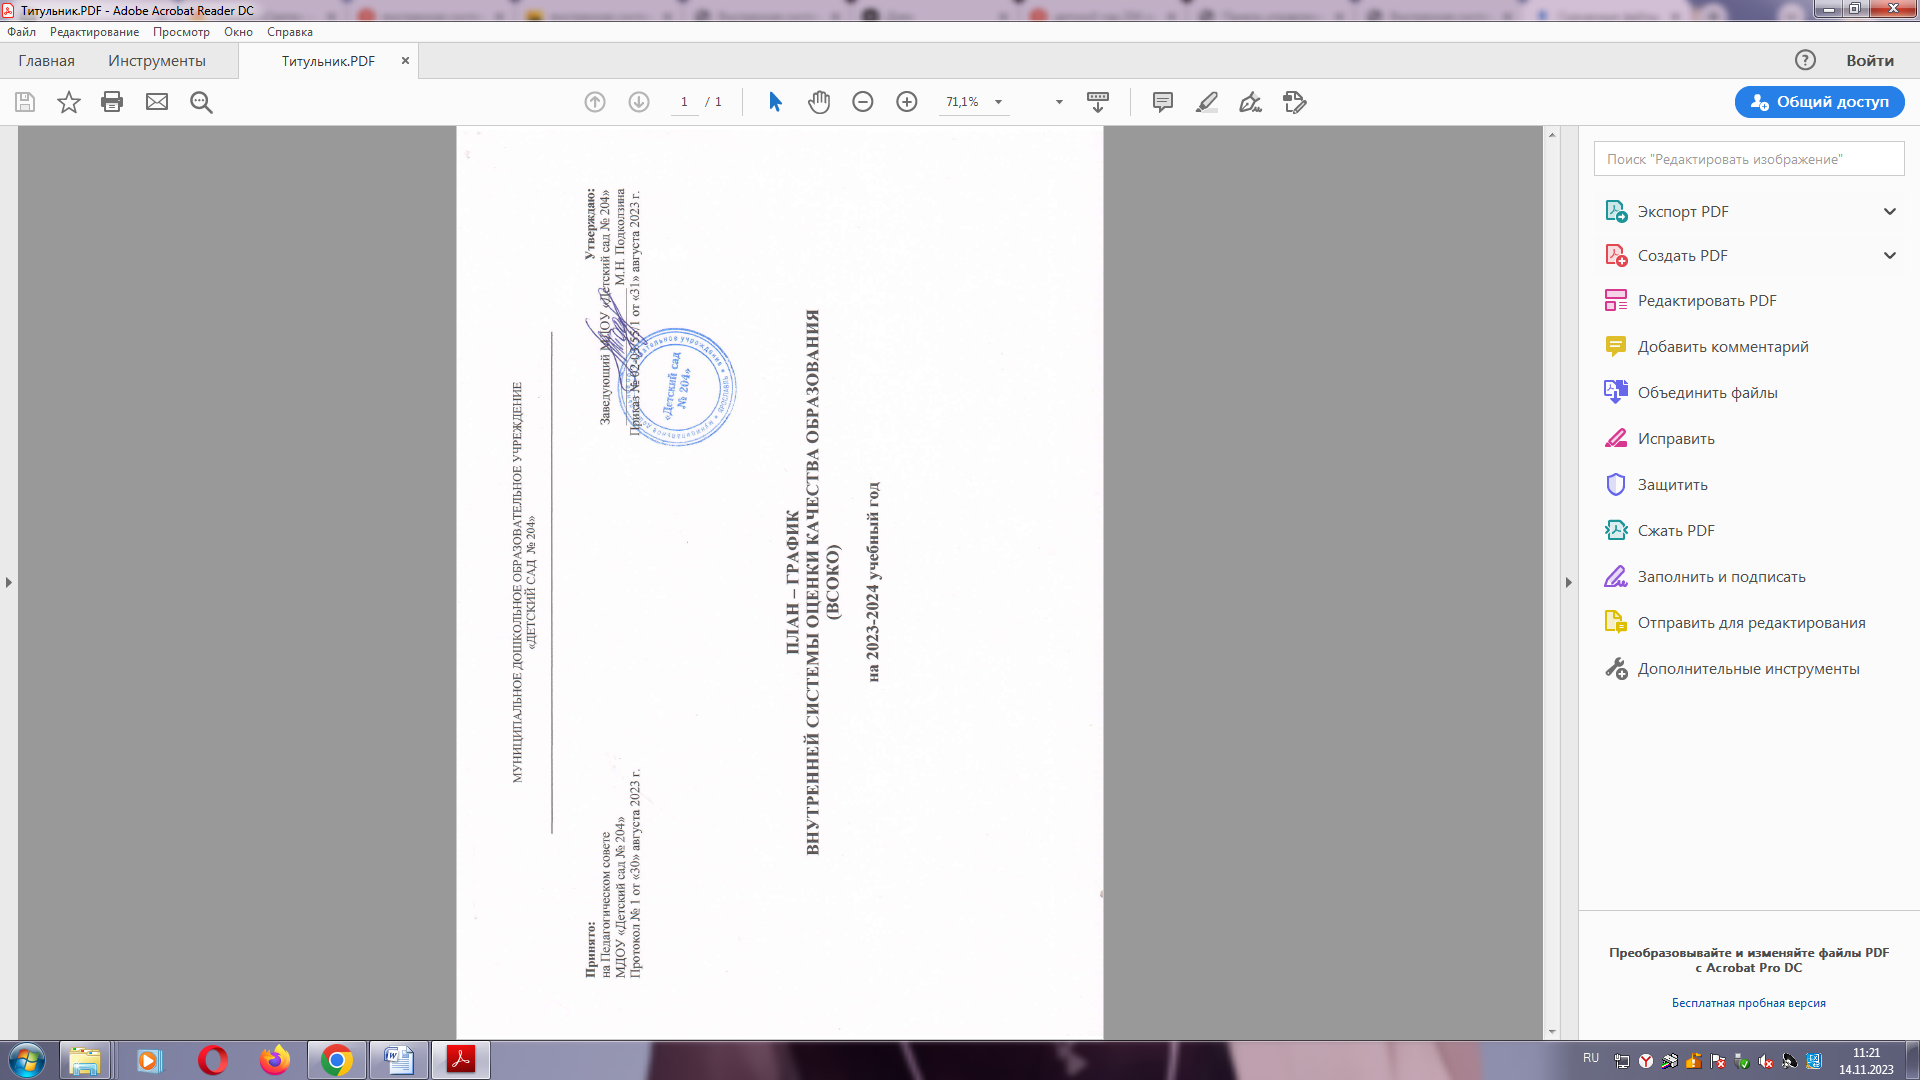 Титульник.PDF - Adobe Acrobat Reader DC
Файл Редактирование Просмотр Окно Справка
Главная Инструменты Титульник.PDF Войти
1 / 1 71,1% Общий доступ
МУНИЦИПАЛЬНОЕ ДОШКОЛЬНОЕ ОБРАЗОВАТЕЛЬНОЕ УЧРЕЖДЕНИЕ
«ДЕТСКИЙ САД № 204»
Принято:
на Педагогическом совете
МДОУ «Детский сад № 204»
Протокол № 1 от «30» августа 2023 г.
Утверждаю:
Заведующий МДОУ «Детский сад № 204»
М.Н. Подколзина
Приказ № 02-03/55/1 от «31» августа 2023 г.
«Детский сад
№ 204»
ПЛАН – ГРАФИК
ВНУТРЕННЕЙ СИСТЕМЫ ОЦЕНКИ КАЧЕСТВА ОБРАЗОВАНИЯ
(ВСОКО)
на 2023-2024 учебный год
Поиск "Редактировать изображение"
Экспорт PDF
Создать PDF
Редактировать PDF
Добавить комментарий
Объединить файлы
Исправить
Защитить
Сжать PDF
Заполнить и подписать
Отправить для редактирования
Дополнительные инструменты
Преобразовывайте и изменяйте файлы PDF
с Acrobat Pro DC
Бесплатная пробная версия
RU
11:21
14.11.2023